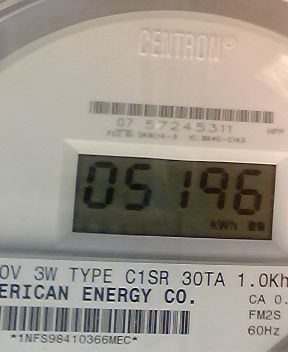 CENTRON®
07 57245311 HPP
05196
kWh
0V 3W TYPE C1SR 30TA 1.0Kh
ERICAN ENERGY CO. CA 0.
FM2S
*1NFS98410366MEC* 60Hz